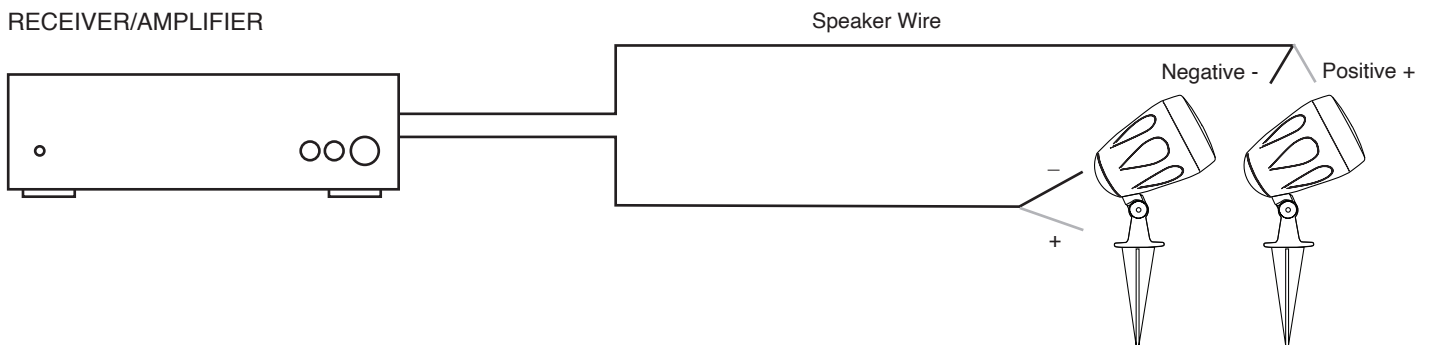 RECEIVER/AMPLIFIER
Speaker Wire
Negative -
Positive +
–
+